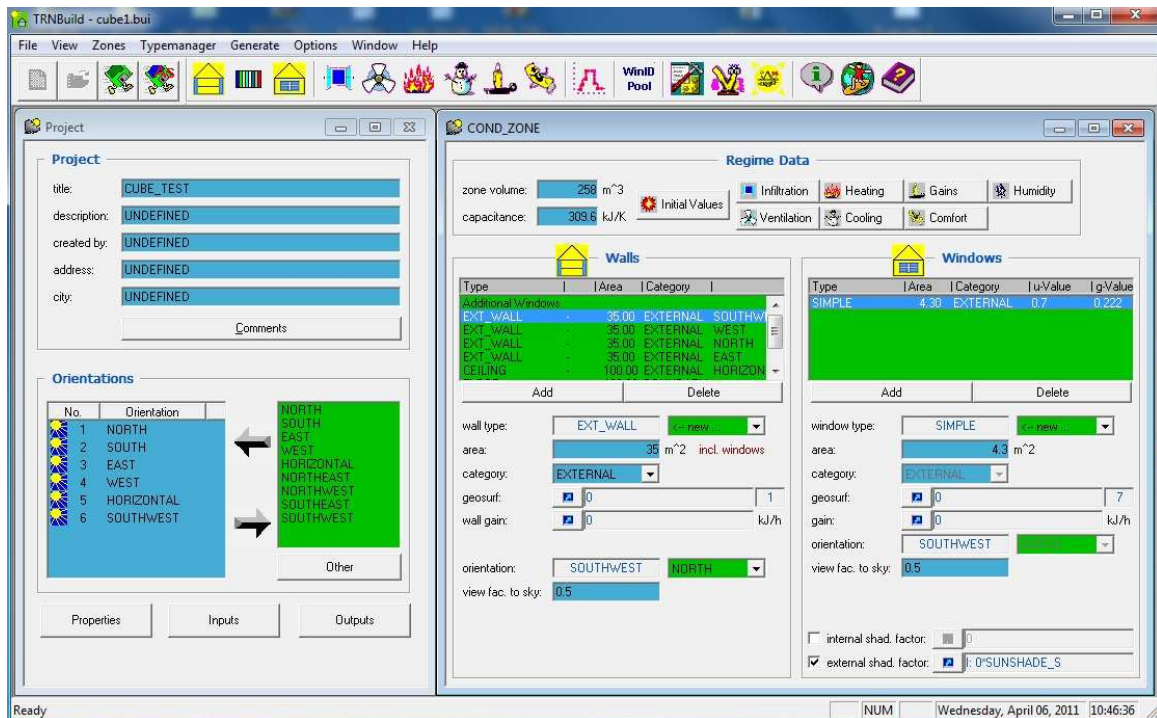 TRNBuild - cube1.bui
File View Zones Typemanager Generate Options Window Help
WinID Pool
Project
Project
title: CUBE_TEST
description: UNDEFINED
created by: UNDEFINED
address: UNDEFINED
city: UNDEFINED
Comments
Orientations
No. Orientation
1 NORTH
2 SOUTH
3 EAST
4 WEST
5 HORIZONTAL
6 SOUTHWEST
NORTH
SOUTH
EAST
WEST
HORIZONTAL
NORTHEAST
NORTHWEST
SOUTHEAST
SOUTHWEST
Other
Properties Inputs Outputs
COND_ZONE
Regime Data
zone volume: 258 m^3
capacitance: 309.6 kJ/K
Initial Values
Infiltration Heating Gains Humidity
Ventilation Cooling Comfort
Walls
Type | | Area | Category |
Additional Windows
EXT_WALL - 35.00 EXTERNAL SOUTHW
EXT_WALL - 35.00 EXTERNAL WEST
EXT_WALL - 35.00 EXTERNAL NORTH
EXT_WALL - 35.00 EXTERNAL EAST
CEILING - 100.00 EXTERNAL HORIZON
Add Delete
wall type: EXT_WALL <-- new ...
area: 35 m^2 incl. windows
category: EXTERNAL
geosurf: 0 1
wall gain: 0 kJ/h
orientation: SOUTHWEST NORTH
view fac. to sky: 0.5
Windows
Type | Area | Category | u-Value | g-Value
SIMPLE 4.30 EXTERNAL 0.7 0.222
Add Delete
window type: SIMPLE <-- new ...
area: 4.3 m^2
category: EXTERNAL
geosurf: 0 7
gain: 0 kJ/h
orientation: SOUTHWEST
view fac. to sky: 0.5
internal shad. factor: 0
external shad. factor: I: 0*SUNSHADE_S
Ready NUM Wednesday, April 06, 2011 10:46:36